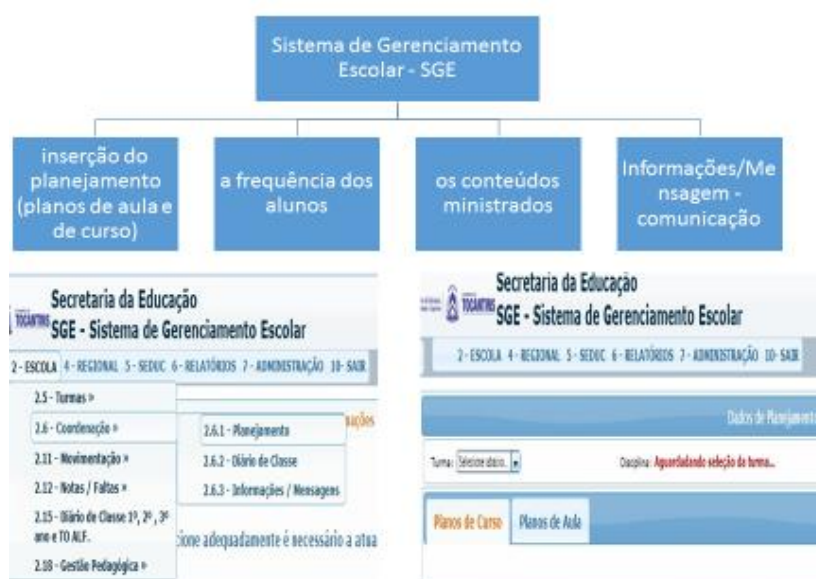 Sistema de Gerenciamento
Escolar - SGE
inserção do
planejamento
(planos de aula e
de curso)
a frequência dos
alunos
os conteúdos
ministrados
Informações/Me
nsagem -
comunicação
Secretaria da Educação
TOCANTINS
SGE - Sistema de Gerenciamento Escolar
2 - ESCOLA 4 - REGIONAL 5 - SEDUC 6 - RELATÓRIOS 7 - ADMINISTRAÇÃO 10- SAIR
2.5 - Turmas »
2.6 - Coordenação »
2.11 - Movimentação »
2.12 - Notas / Faltas »
2.15 - Diário de Classe 1º, 2º, 3º
ano e TO ALF.
2.18 - Gestão Pedagógica »
2.6.1 - Planejamento
2.6.2 - Diário de Classe
2.6.3 - Informações / Mensagens
cione adequadamente é necessário a atua
Secretaria da Educação
TOCANTINS
SGE - Sistema de Gerenciamento Escolar
2 - ESCOLA 4 - REGIONAL 5 - SEDUC 6 - RELATÓRIOS 7 - ADMINISTRAÇÃO 10- SAIR
Dados de Planejamento
Turma: Selecione abaixo..
Disciplina: Aguardadando seleção da turma...
Planos de Curso Planos de Aula